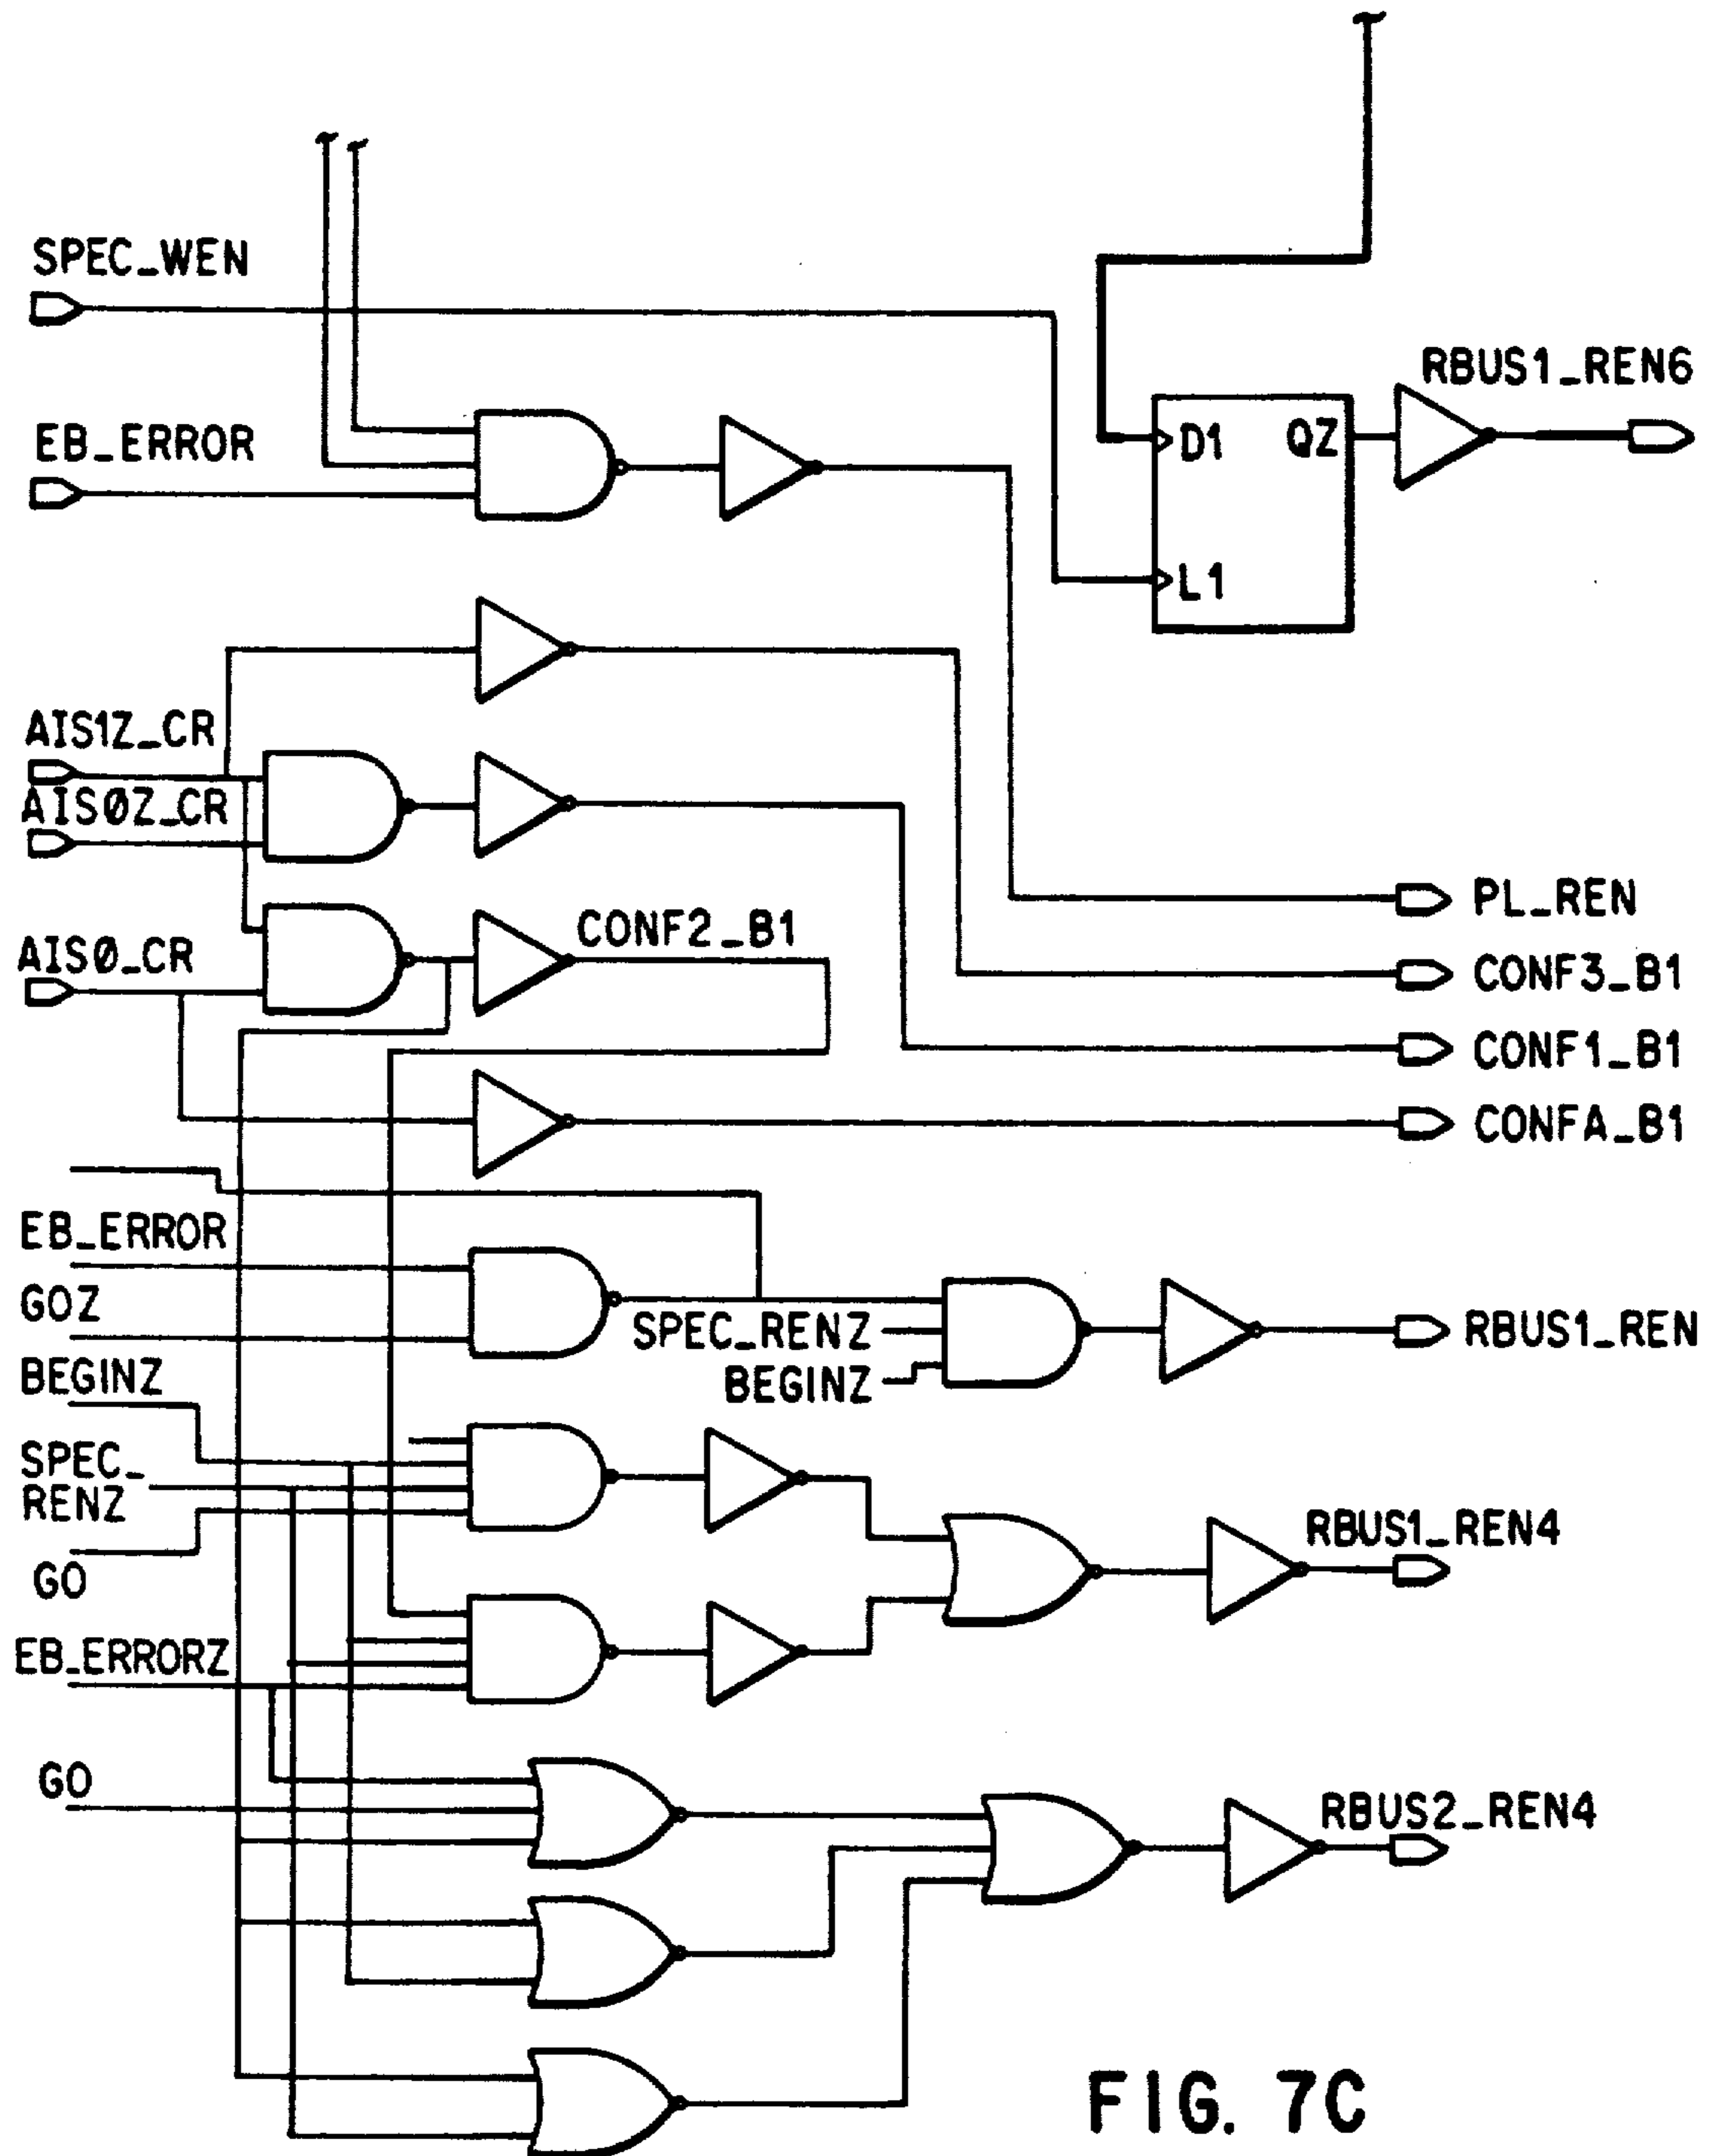 SPEC_WEN
RBUS1_REN6
EB_ERROR
D1 QZ
L1
AIS1Z_CR
AISØZ_CR
PL_REN
CONF2_B1
AISØ_CR
CONF3_B1
CONF1_B1
CONFA_B1
EB_ERROR
GOZ
SPEC_RENZ
RBUS1_REN
BEGINZ
BEGINZ
SPEC_
RENZ
RBUS1_REN4
GO
EB_ERRORZ
GO
RBUS2_REN4
FIG. 7C